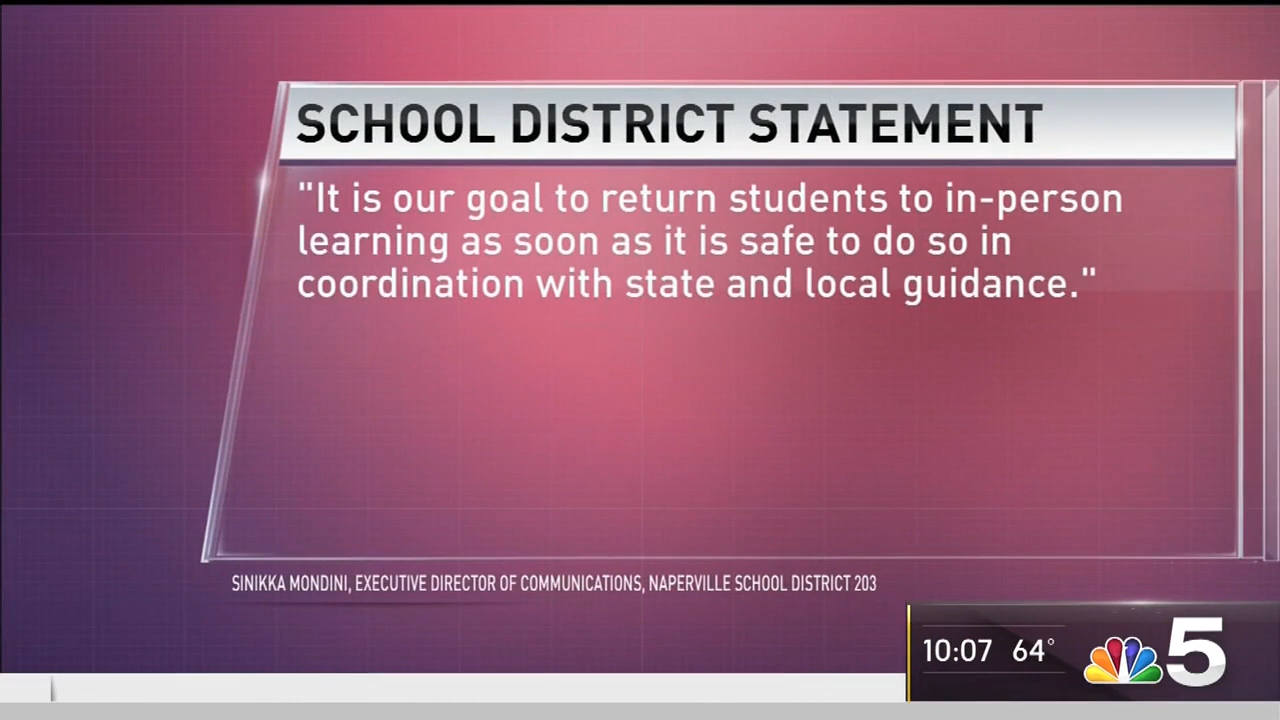 SCHOOL DISTRICT STATEMENT
"It is our goal to return students to in-person
learning as soon as it is safe to do so in
coordination with state and local guidance."
SINIKKA MONDINI, EXECUTIVE DIRECTOR OF COMMUNICATIONS, NAPERVILLE SCHOOL DISTRICT 203
10:07 64° 5